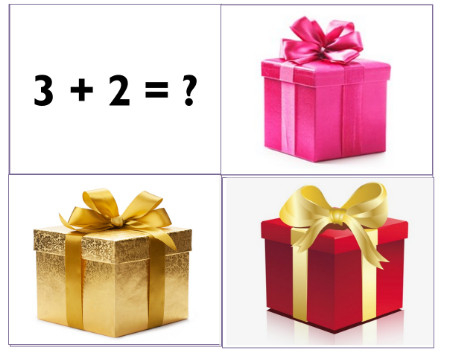 3 + 2 = ?